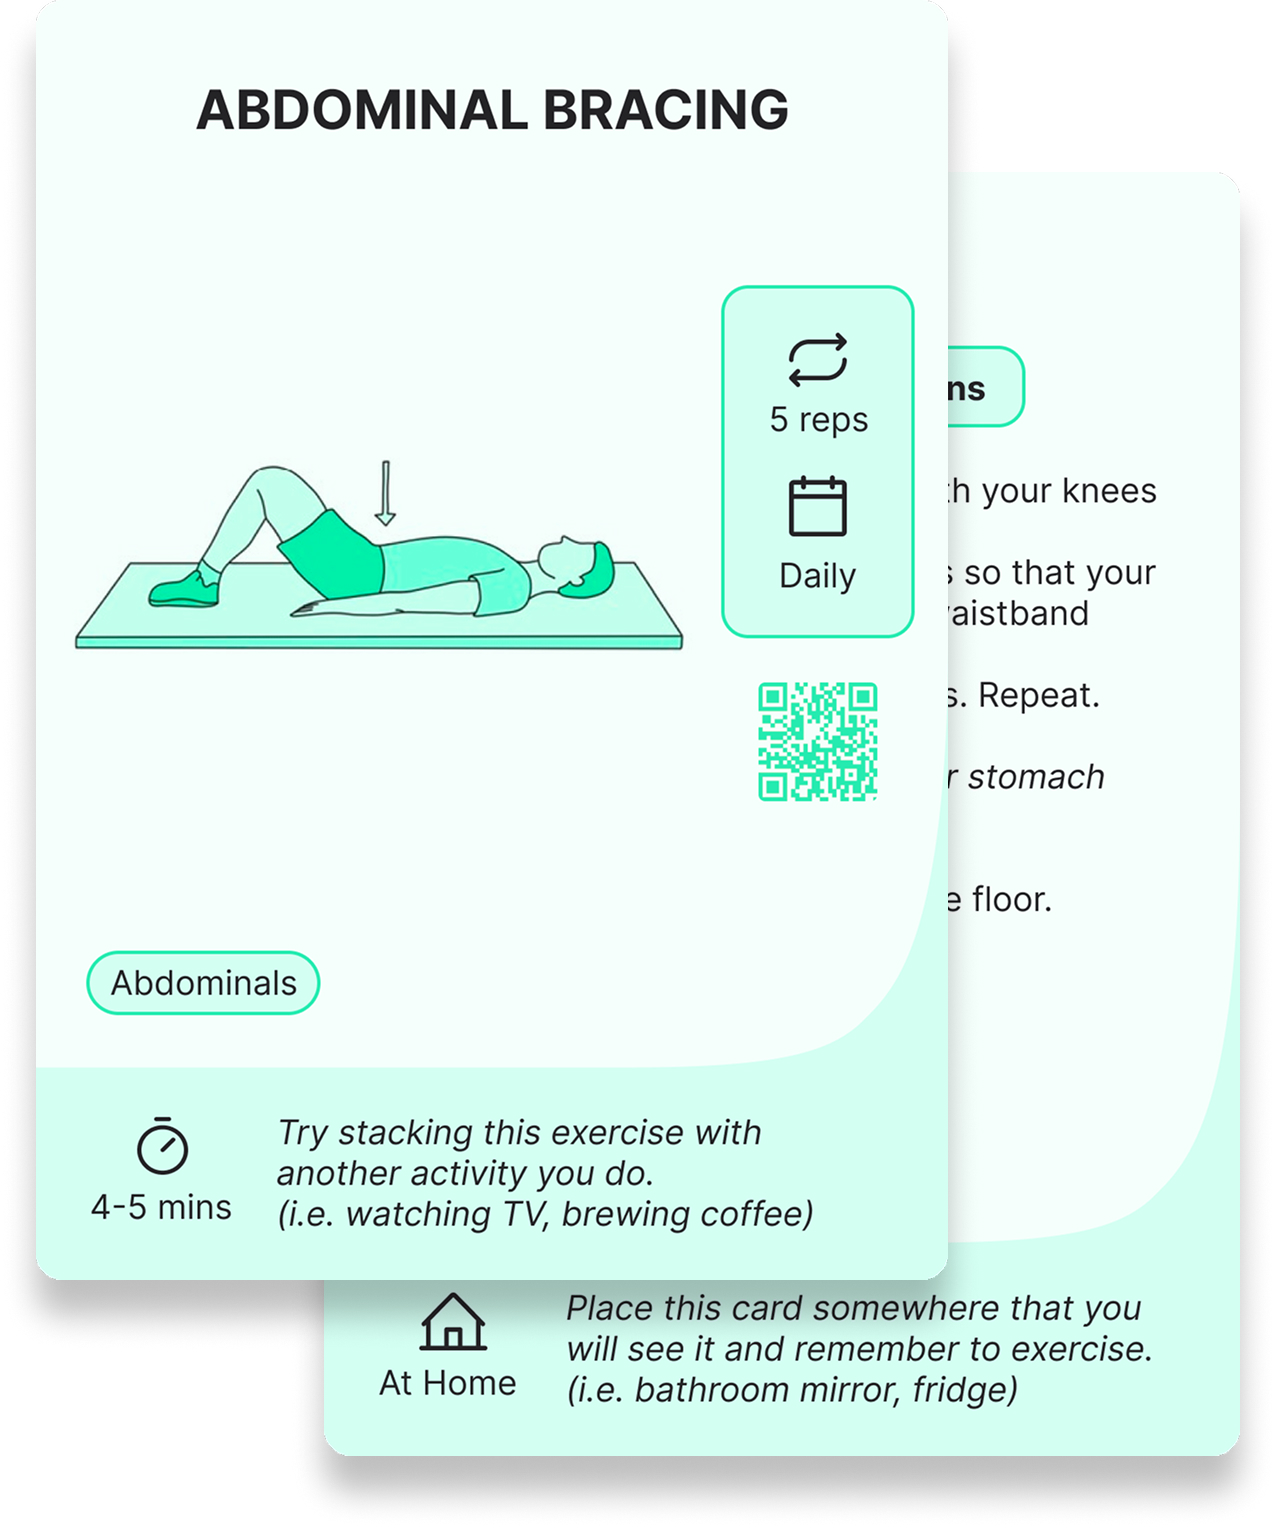 ABDOMINAL BRACING
5 reps
Daily
Abdominals
4-5 mins
Try stacking this exercise with
another activity you do.
(i.e. watching TV, brewing coffee)
your knees
so that your
Repeat.
stomach
floor.
At Home
Place this card somewhere that you
will see it and remember to exercise.
(i.e. bathroom mirror, fridge)